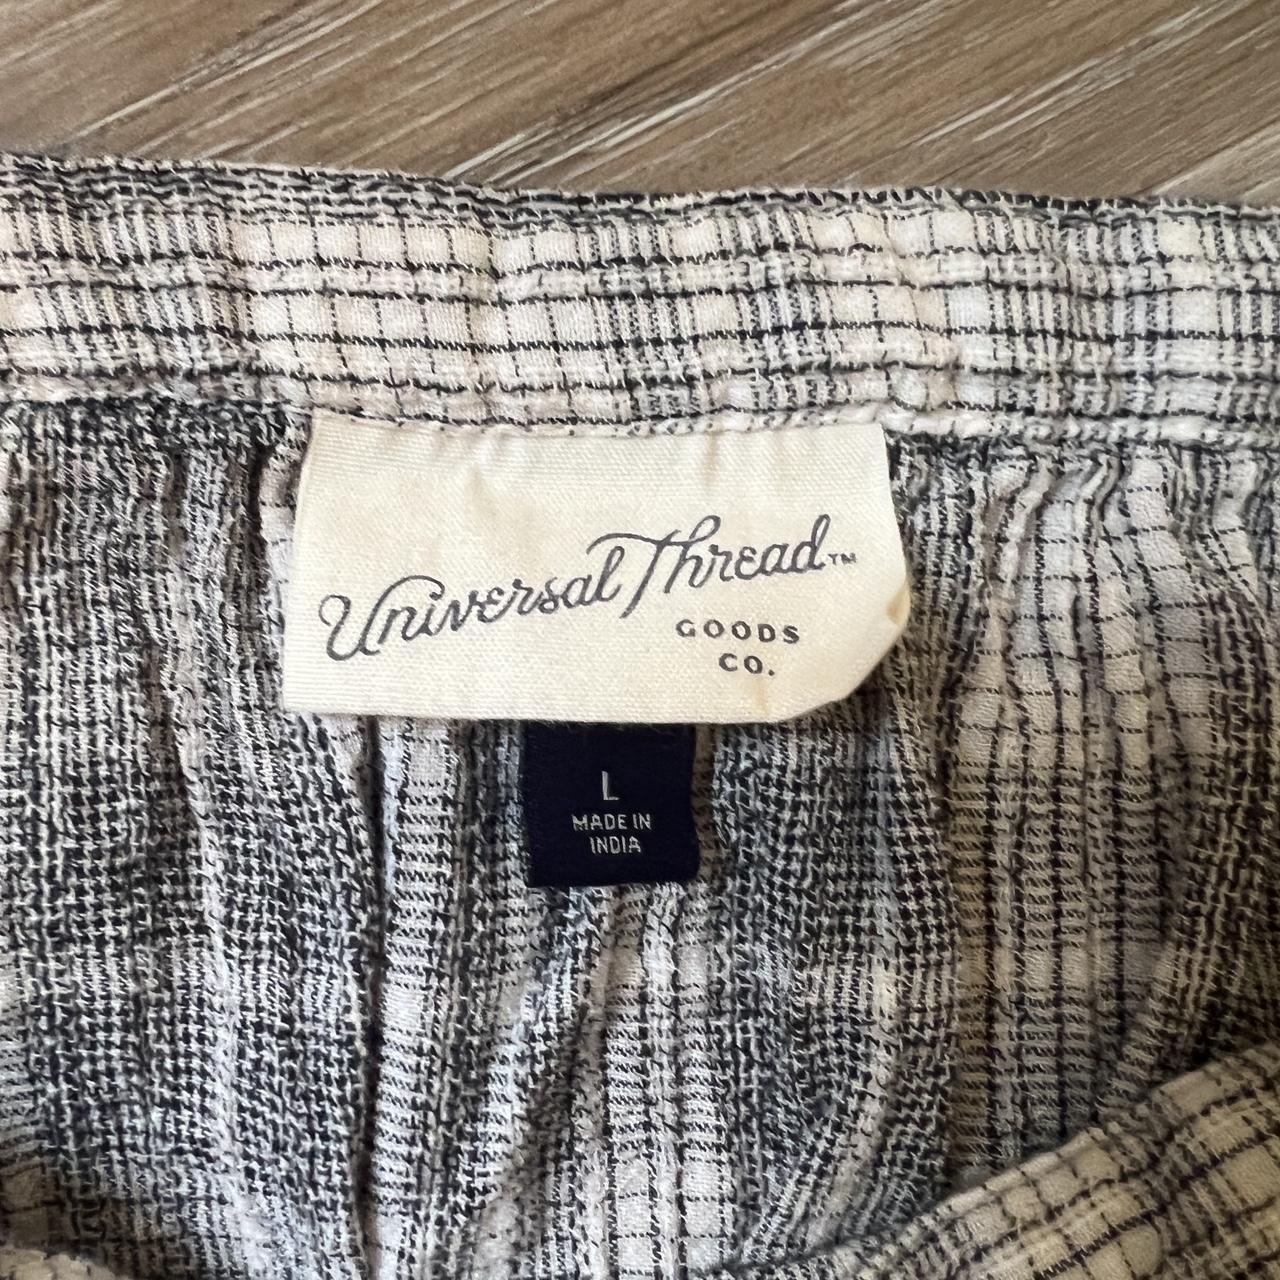 Universal Thread™
GOODS
CO.
L
MADE IN
INDIA